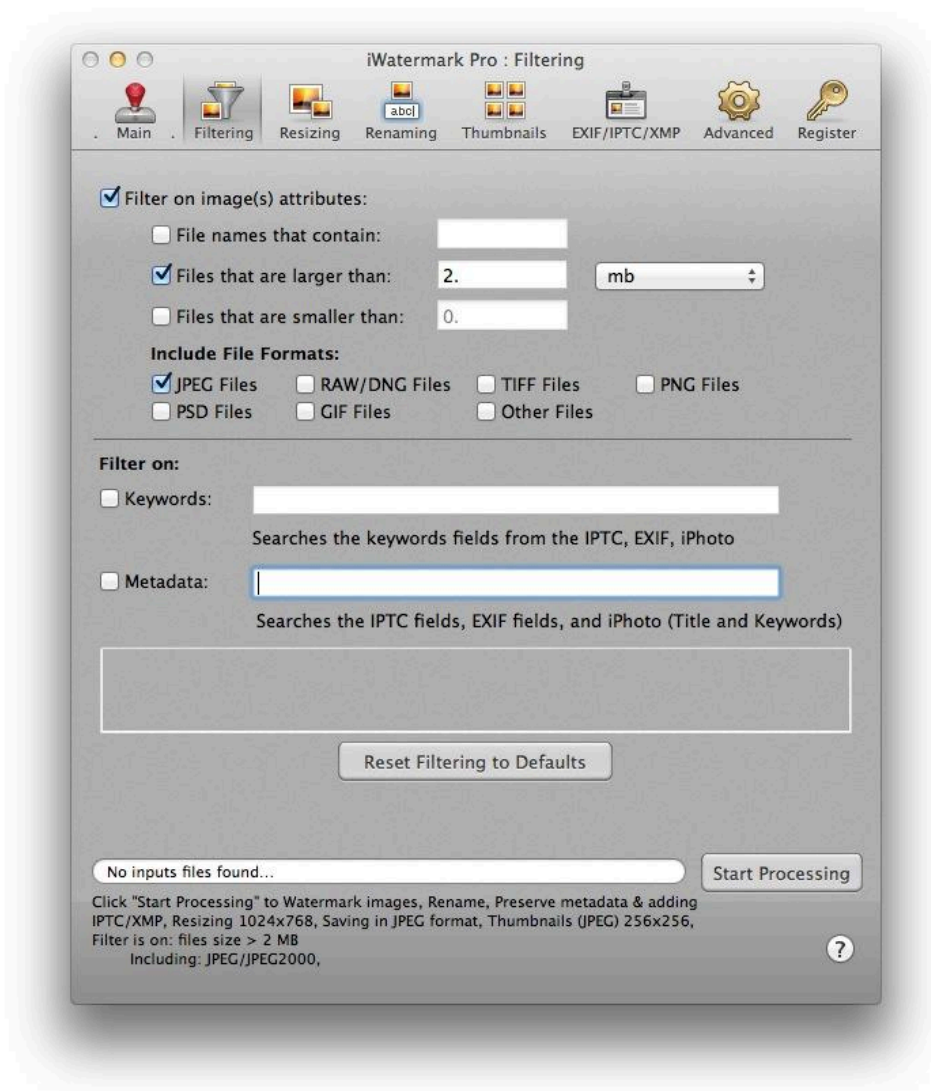 iWatermark Pro : Filtering
abc
. Main . Filtering Resizing Renaming Thumbnails EXIF/IPTC/XMP Advanced Register
Filter on image(s) attributes:
File names that contain:
Files that are larger than: 2. mb
Files that are smaller than: 0.
Include File Formats:
JPEG Files RAW/DNG Files TIFF Files PNG Files
PSD Files GIF Files Other Files
Filter on:
Keywords:
Searches the keywords fields from the IPTC, EXIF, iPhoto
Metadata:
Searches the IPTC fields, EXIF fields, and iPhoto (Title and Keywords)
Reset Filtering to Defaults
No inputs files found... Start Processing
Click "Start Processing" to Watermark images, Rename, Preserve metadata & adding
IPTC/XMP, Resizing 1024x768, Saving in JPEG format, Thumbnails (JPEG) 256x256,
Filter is on: files size > 2 MB
Including: JPEG/JPEG2000,
?